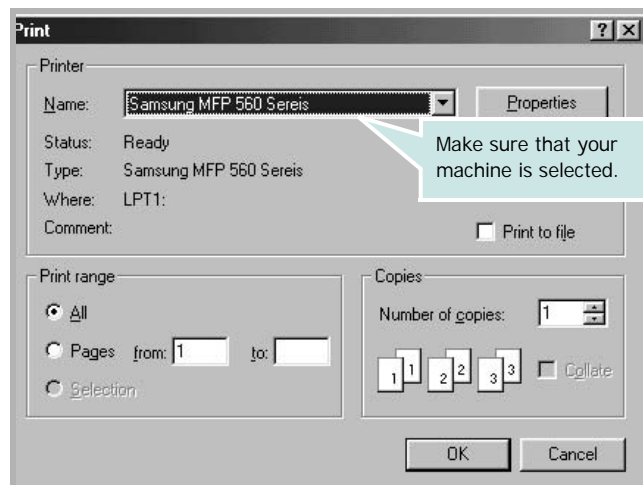 Print
Printer
Name: Samsung MFP 560 Sereis Properties
Status: Ready
Type: Samsung MFP 560 Sereis
Where: LPT1:
Comment: Print to file
Make sure that your
machine is selected.
Print range
All
Pages from: 1 to:
Selection
Copies
Number of copies: 1
1 1 2 2 3 3 Collate
OK Cancel